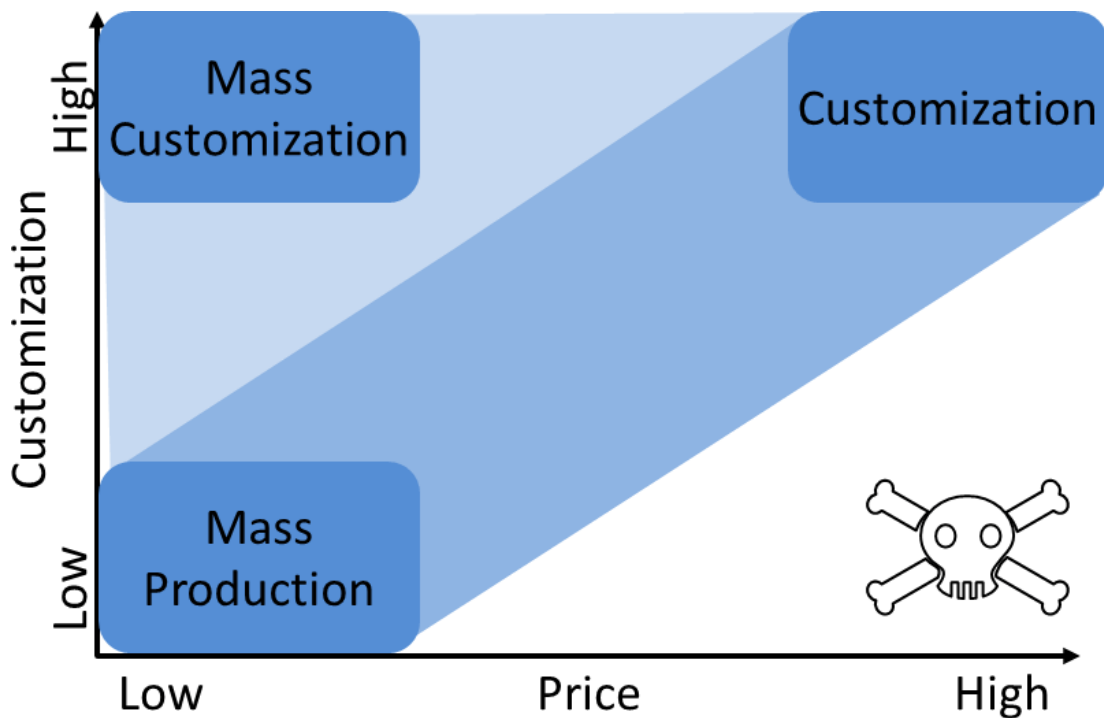 High
Customization
Low
Mass
Customization
Customization
Mass
Production
Low
Price
High